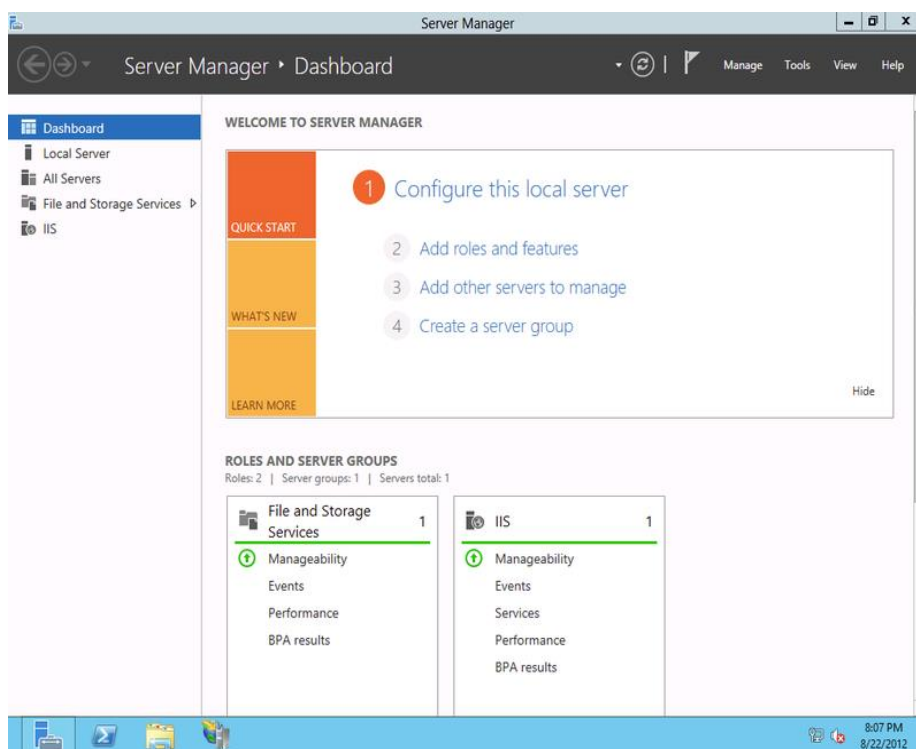 Server Manager
Server Manager • Dashboard
Manage Tools View Help
Dashboard
Local Server
All Servers
File and Storage Services
IIS
WELCOME TO SERVER MANAGER
QUICK START
WHAT'S NEW
LEARN MORE
1 Configure this local server
2 Add roles and features
3 Add other servers to manage
4 Create a server group
Hide
ROLES AND SERVER GROUPS
Roles: 2 | Server groups: 1 | Servers total: 1
File and Storage
Services 1
Manageability
Events
Performance
BPA results
IIS 1
Manageability
Events
Services
Performance
BPA results
8:07 PM
8/22/2012